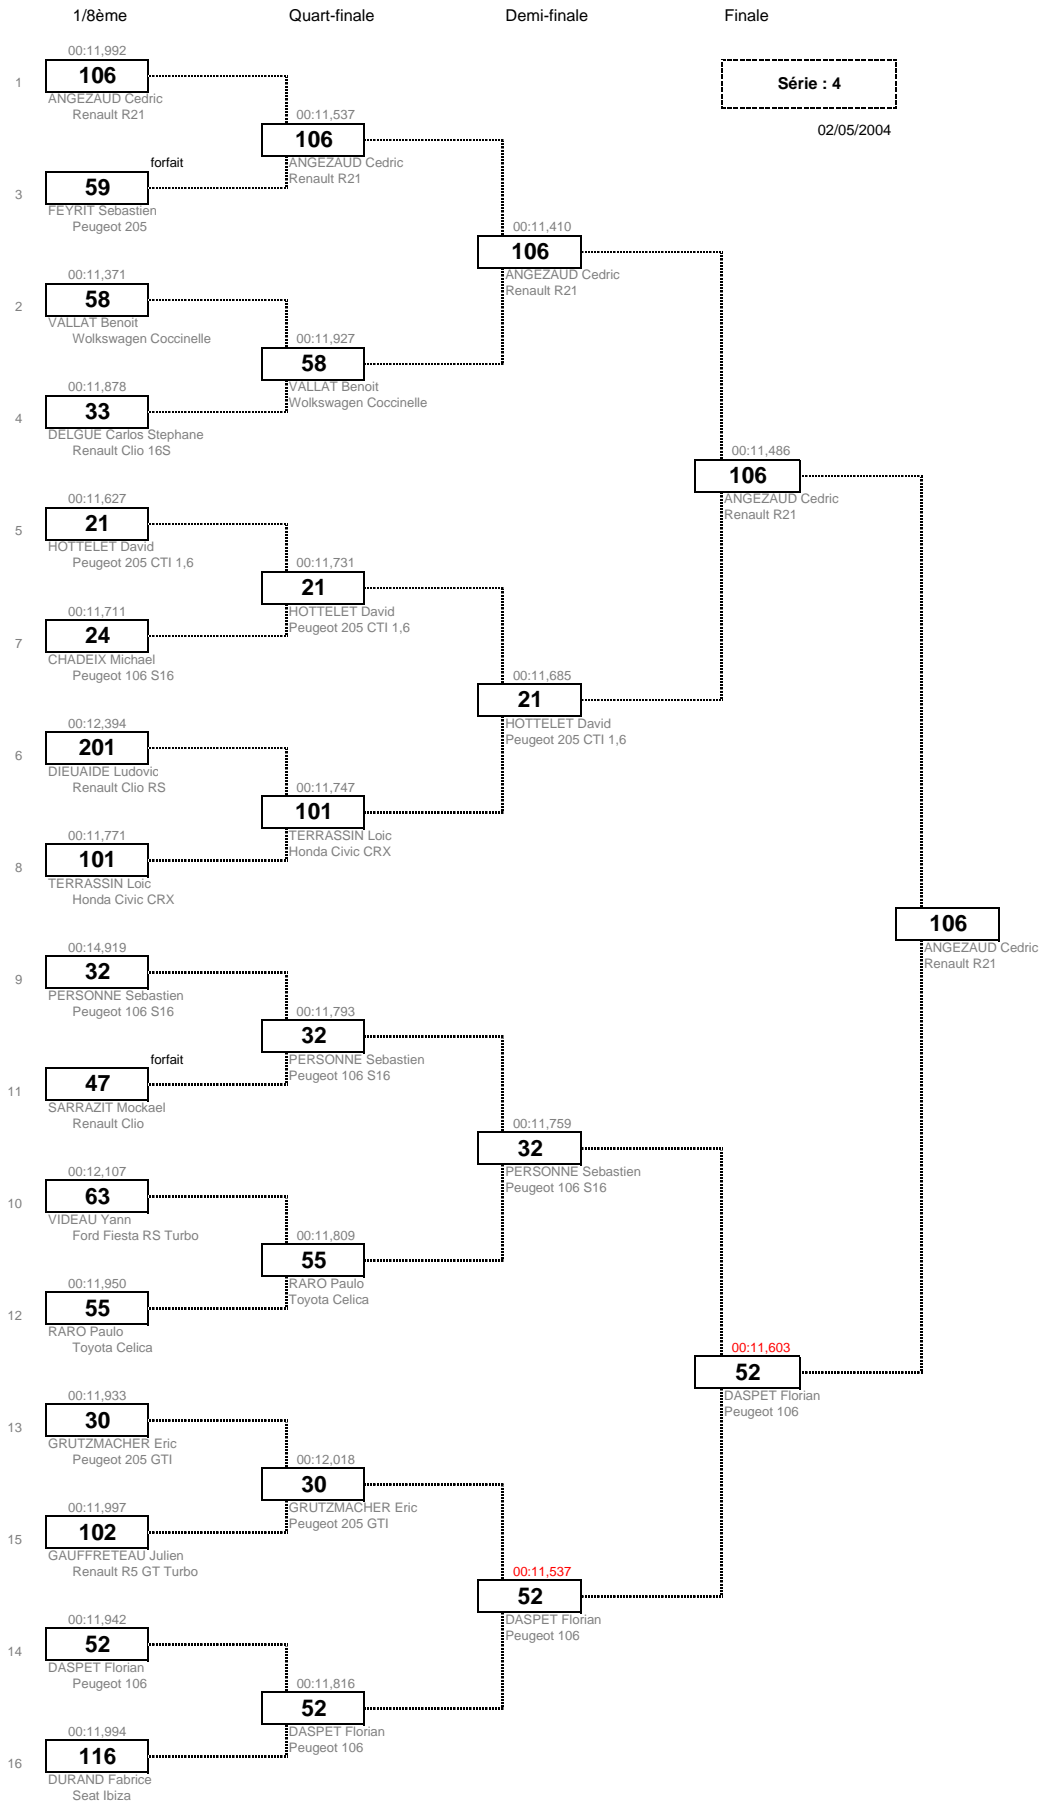 1/8ème
Quart-finale
Demi-finale
Finale
Série : 4
02/05/2004
00:11,992
1
106
ANGEZAUD Cedric
Renault R21
00:11,537
106
ANGEZAUD Cedric
Renault R21
forfait
3
59
FEYRIT Sebastien
Peugeot 205
00:11,410
106
ANGEZAUD Cedric
Renault R21
00:11,371
2
58
VALLAT Benoit
Wolkswagen Coccinelle
00:11,927
58
VALLAT Benoit
Wolkswagen Coccinelle
00:11,878
4
33
DELGUE Carlos Stephane
Renault Clio 16S
00:11,486
106
ANGEZAUD Cedric
Renault R21
00:11,627
5
21
HOTTELET David
Peugeot 205 CTI 1,6
00:11,731
21
HOTTELET David
Peugeot 205 CTI 1,6
00:11,711
7
24
CHADEIX Michael
Peugeot 106 S16
00:11,685
21
HOTTELET David
Peugeot 205 CTI 1,6
00:12,394
6
201
DIEUAIDE Ludovic
Renault Clio RS
00:11,747
101
TERRASSIN Loic
Honda Civic CRX
00:11,771
8
101
TERRASSIN Loic
Honda Civic CRX
106
ANGEZAUD Cedric
Renault R21
00:14,919
9
32
PERSONNE Sebastien
Peugeot 106 S16
00:11,793
32
PERSONNE Sebastien
Peugeot 106 S16
forfait
11
47
SARRAZIT Mockael
Renault Clio
00:11,759
32
PERSONNE Sebastien
Peugeot 106 S16
00:12,107
10
63
VIDEAU Yann
Ford Fiesta RS Turbo
00:11,809
55
RARO Paulo
Toyota Celica
00:11,950
12
55
RARO Paulo
Toyota Celica
00:11,603
52
DASPET Florian
Peugeot 106
00:11,933
13
30
GRUTZMACHER Eric
Peugeot 205 GTI
00:12,018
30
GRUTZMACHER Eric
Peugeot 205 GTI
00:11,997
15
102
GAUFFRETEAU Julien
Renault R5 GT Turbo
00:11,537
52
DASPET Florian
Peugeot 106
00:11,942
14
52
DASPET Florian
Peugeot 106
00:11,816
52
DASPET Florian
Peugeot 106
00:11,994
16
116
DURAND Fabrice
Seat Ibiza